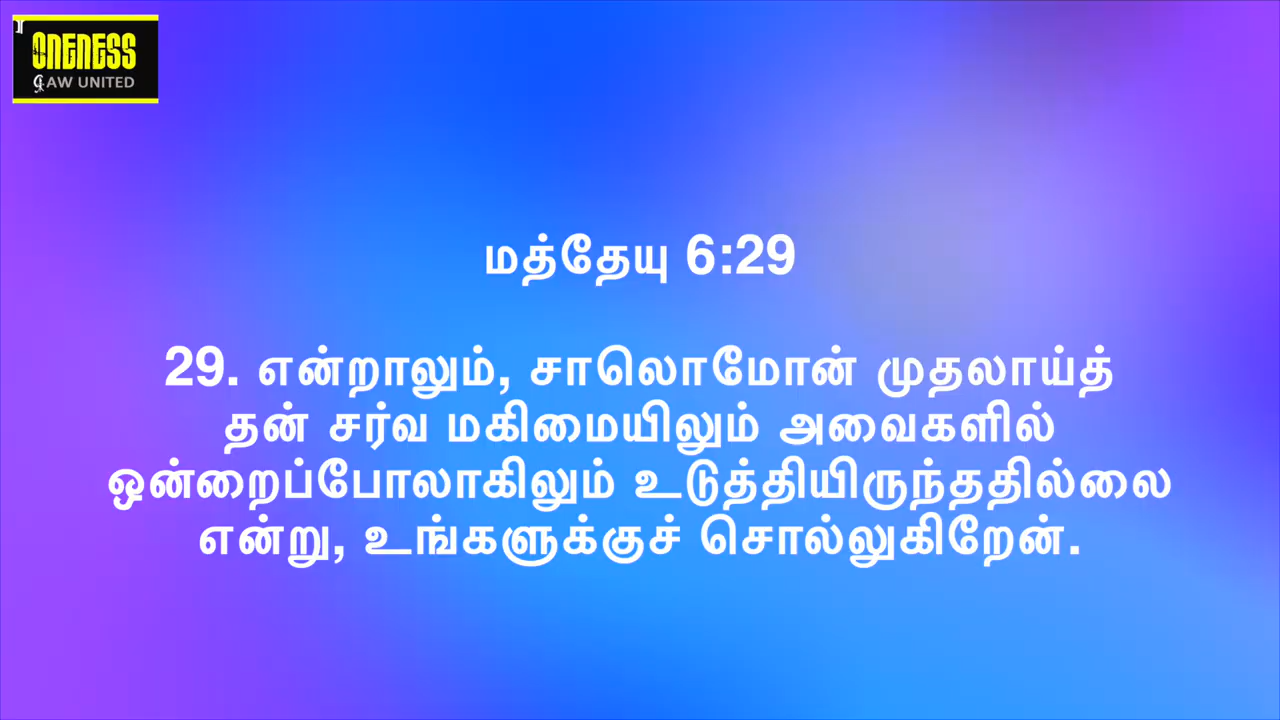 ONENESS
LAW UNITED
மத்தேயு 6:29
29. என்றாலும், சாலொமோன் முதலாய்த்
தன் சர்வ மகிமையிலும் அவைகளில்
ஒன்றைப்போலாகிலும் உடுத்தியிருந்ததில்லை
என்று, உங்களுக்குச் சொல்லுகிறேன்.